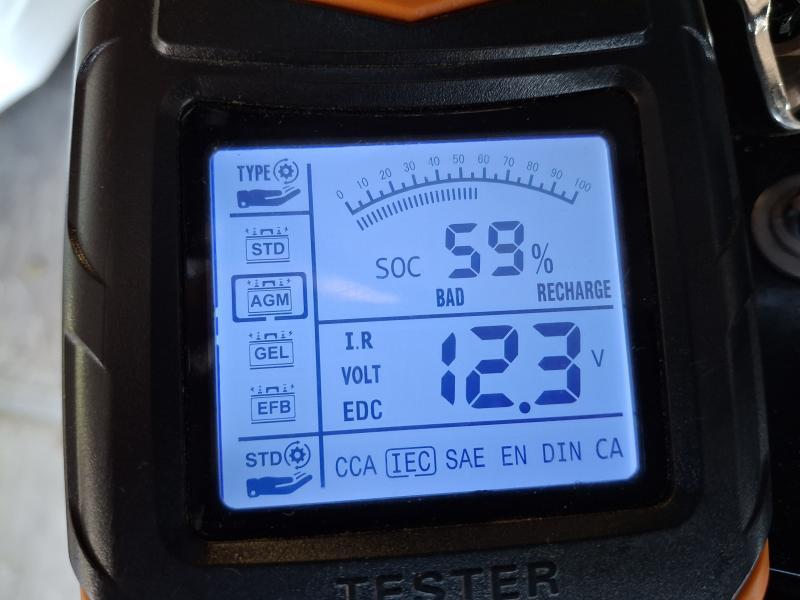 TYPE
0 10 20 30 40 50 60 70 80 90 100
STD
SOC 59 %
AGM
BAD RECHARGE
I.R
GEL
VOLT 12.3 V
EFB
EDC
STD
CCA IEC SAE EN DIN CA
TESTER